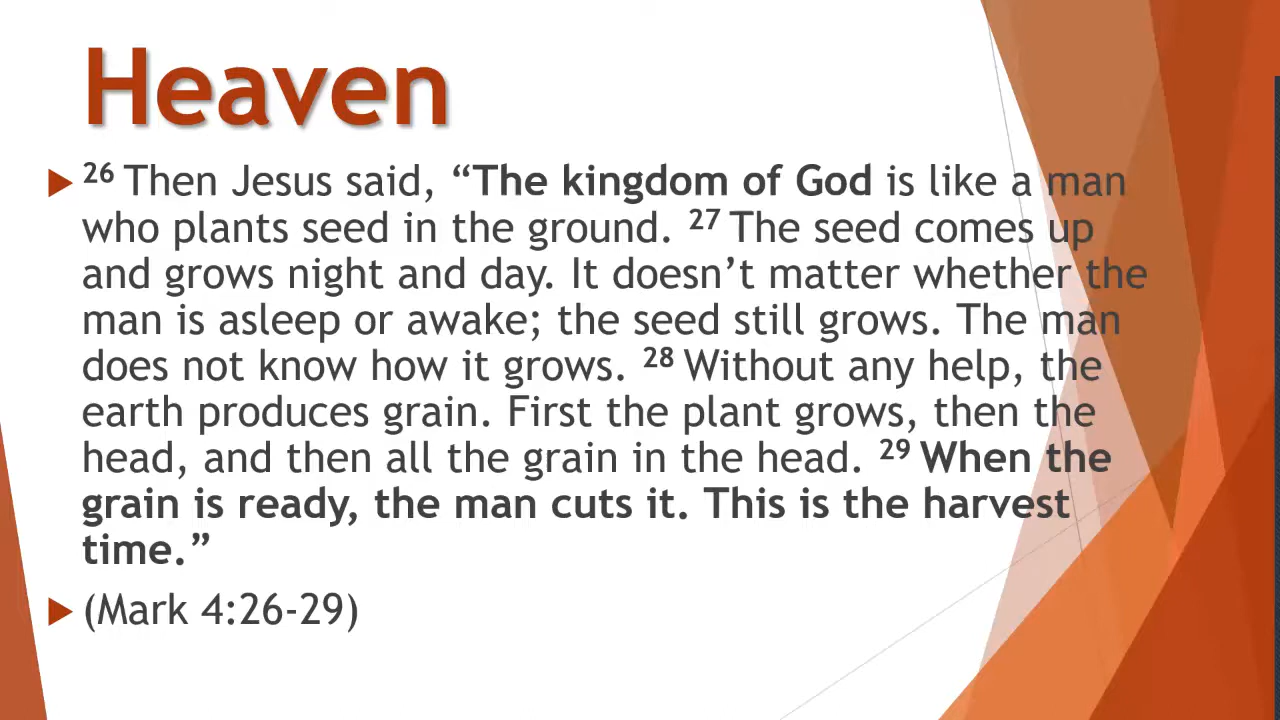 Heaven
26 Then Jesus said, “The kingdom of God is like a man
who plants seed in the ground. 27 The seed comes up
and grows night and day. It doesn’t matter whether the
man is asleep or awake; the seed still grows. The man
does not know how it grows. 28 Without any help, the
earth produces grain. First the plant grows, then the
head, and then all the grain in the head. 29 When the
grain is ready, the man cuts it. This is the harvest
time.”
(Mark 4:26-29)